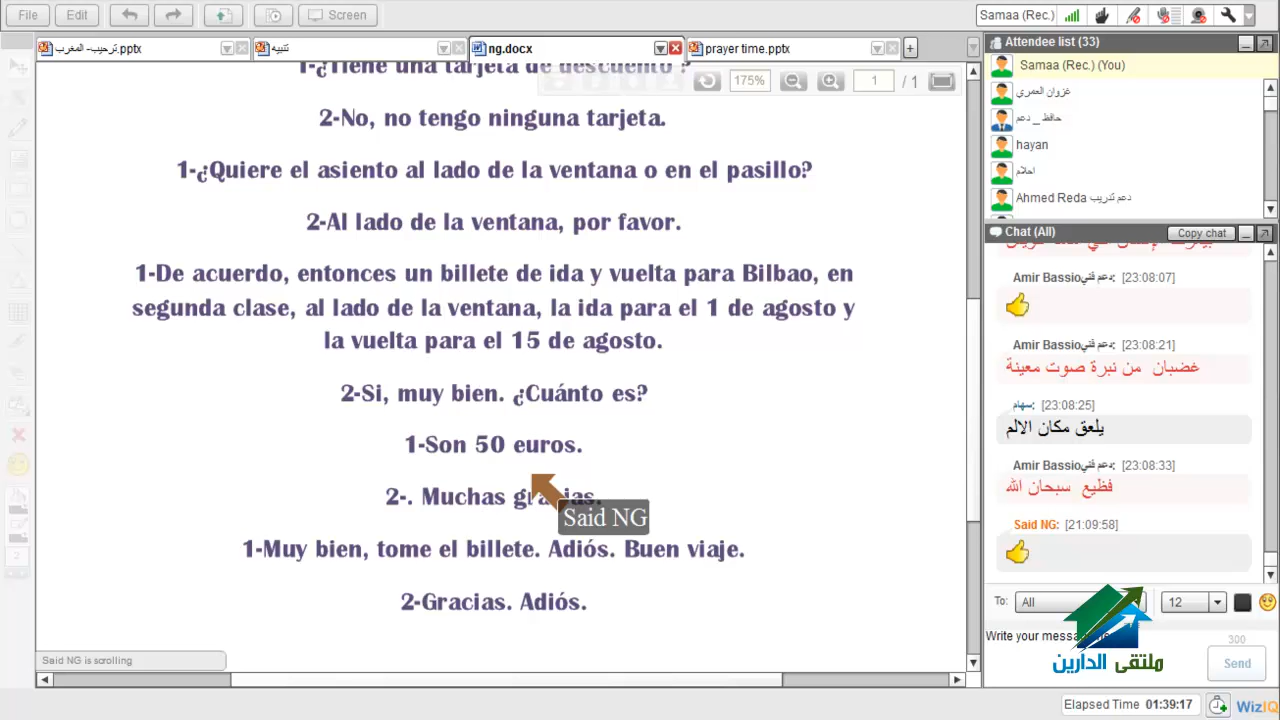 File
Edit
Screen
Samaa (Rec.)
ترحيب- المغرب.pptx
تنبيه
ng.docx
prayer time.pptx
175%
1
/ 1
1-¿Tiene una tarjeta de descuento ?
2-No, no tengo ninguna tarjeta.
1-¿Quiere el asiento al lado de la ventana o en el pasillo?
2-Al lado de la ventana, por favor.
1-De acuerdo, entonces un billete de ida y vuelta para Bilbao, en
segunda clase, al lado de la ventana, la ida para el 1 de agosto y
la vuelta para el 15 de agosto.
2-Si, muy bien. ¿Cuánto es?
1-Son 50 euros.
2-. Muchas gracias.
Said NG
1-Muy bien, tome el billete. Adiós. Buen viaje.
2-Gracias. Adiós.
Said NG is scrolling
2
Attendee list (33)
Samaa (Rec.) (You)
غزوان العمري
حافظ _ دعم
hayan
احلام
Ahmed Reda دعم تدريب
Chat (All)
Copy chat
Amir Bassio دعم فني: [23:08:07]
Amir Bassio دعم فني: [23:08:21]
غضبان من نبرة صوت معينة
سهام: [23:08:25]
يلعق مكان الالم
Amir Bassio دعم فني: [23:08:33]
فظيع سبحان الله
Said NG: [21:09:58]
To:
All
12
Write your message
300
Send
ملتقى الدارين
Elapsed Time 01:39:17
WizIQ